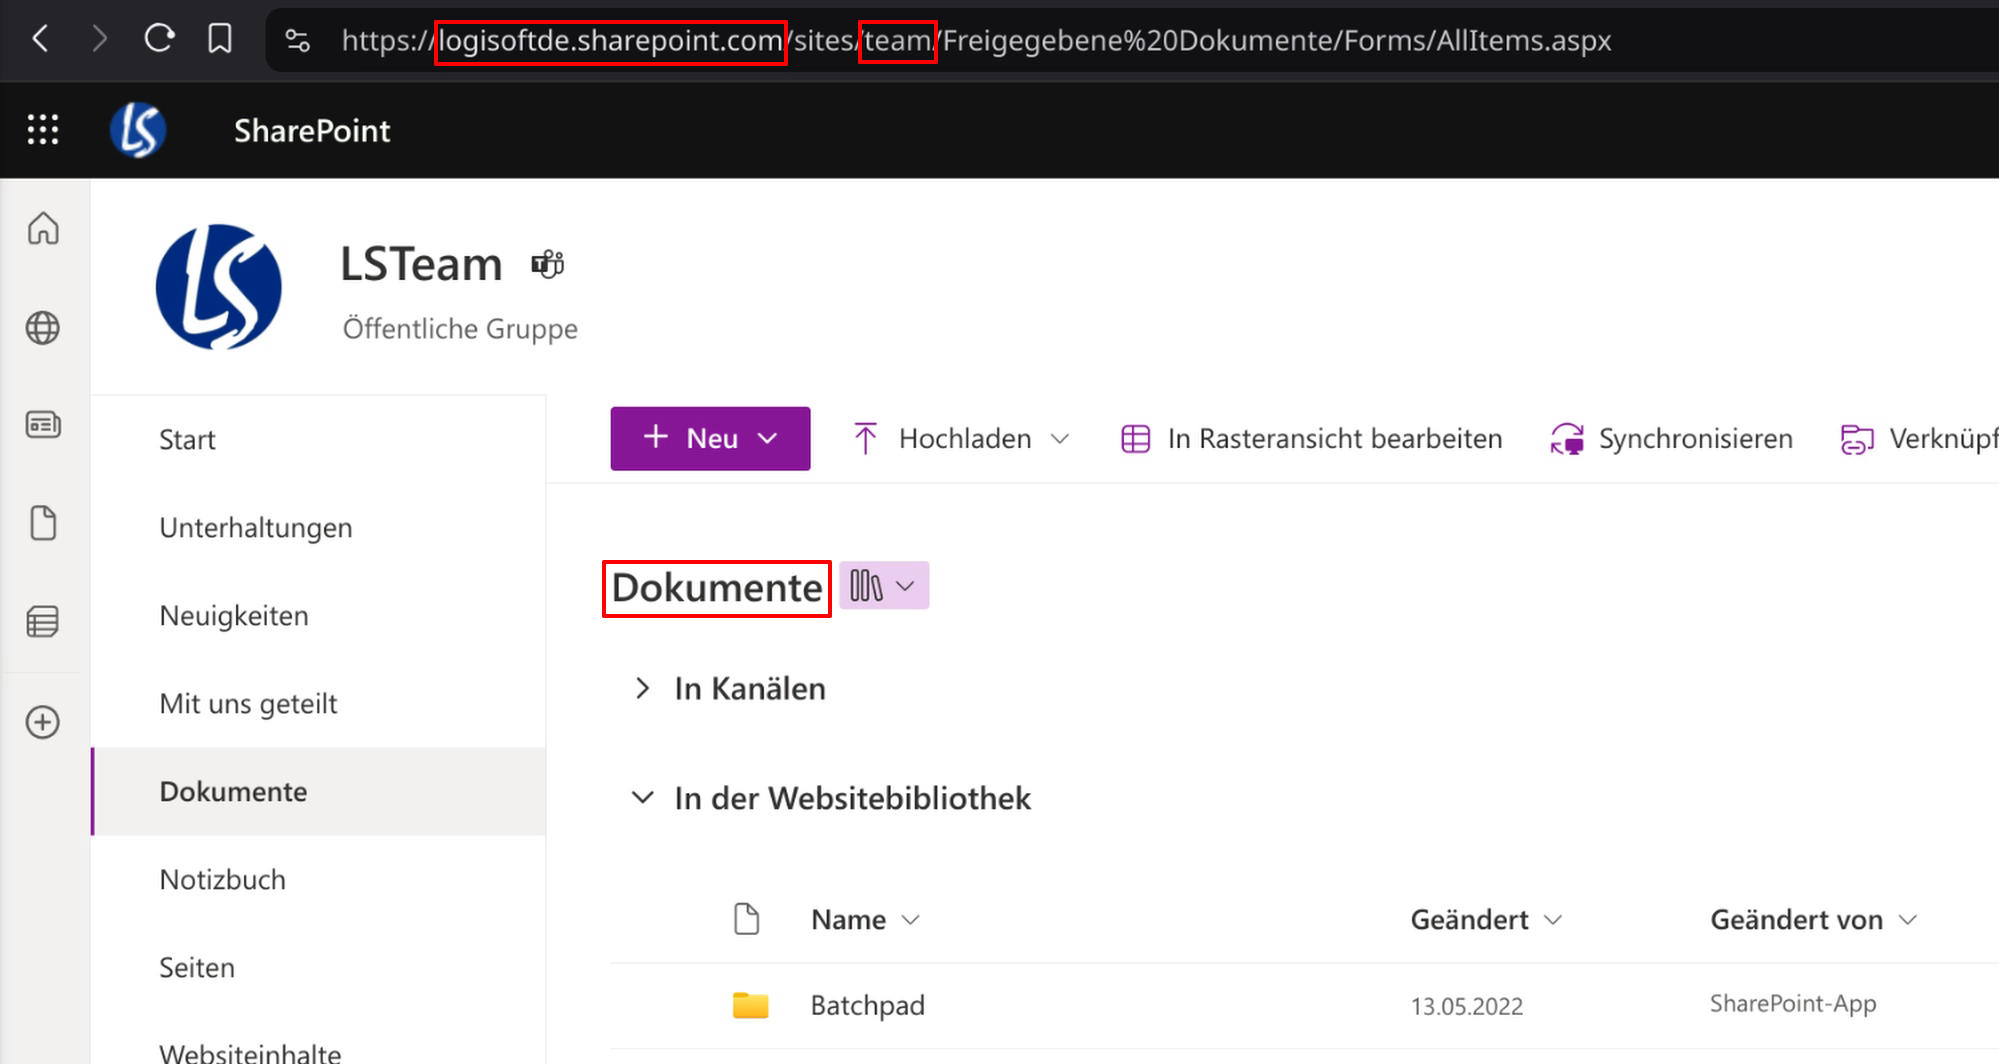 https://logisoftde.sharepoint.com/sites/team/Freigegebene%20Dokumente/Forms/AllItems.aspx
LS SharePoint
LS
LSTeam
Öffentliche Gruppe
Start
Unterhaltungen
Neuigkeiten
Mit uns geteilt
Dokumente
Notizbuch
Seiten
Websiteinhalte
+ Neu Hochladen In Rasteransicht bearbeiten Synchronisieren Verknüpf
Dokumente
In Kanälen
In der Websitebibliothek
Name Geändert Geändert von
Batchpad 13.05.2022 SharePoint-App